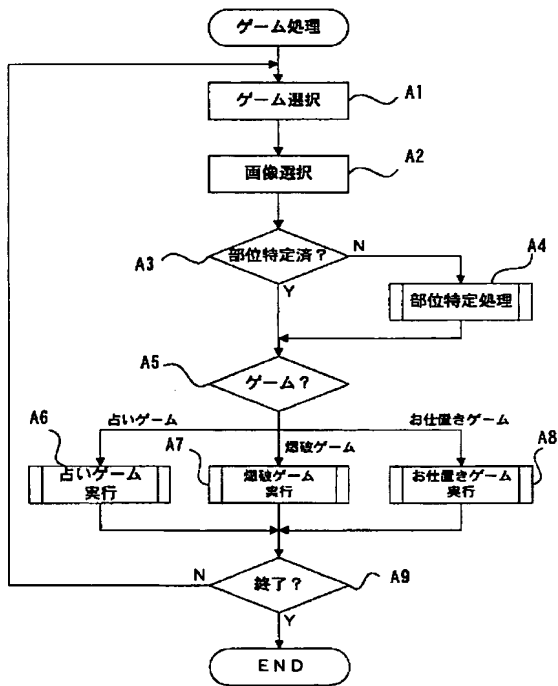 ゲーム処理
ゲーム選択
A1
画像選択
A2
部位特定済?
A3
N
A4
部位特定処理
Y
A5
ゲーム?
占いゲーム
爆破ゲーム
お仕置きゲーム
A6
占いゲーム
実行
A7
爆破ゲーム
実行
A8
お仕置きゲーム
実行
N
終了?
A9
Y
END